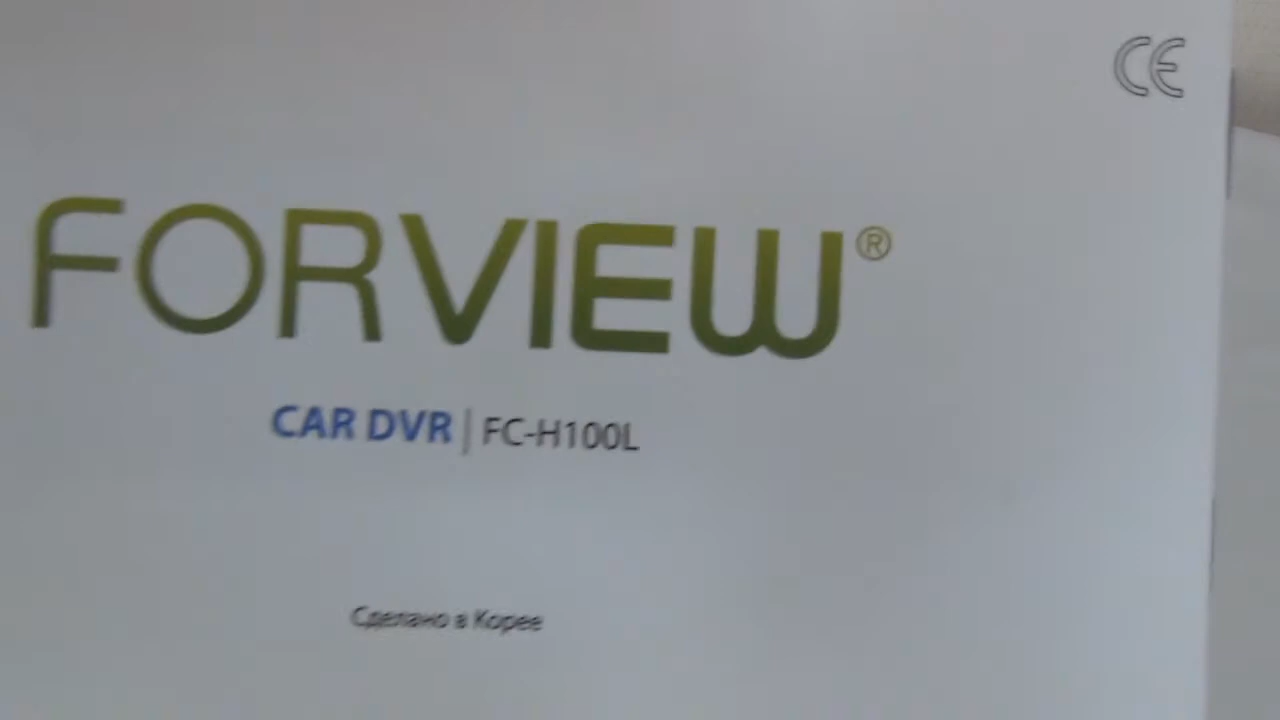 CE
FORVIEW®
CAR DVR | FC-H100L
Сделано в Корее